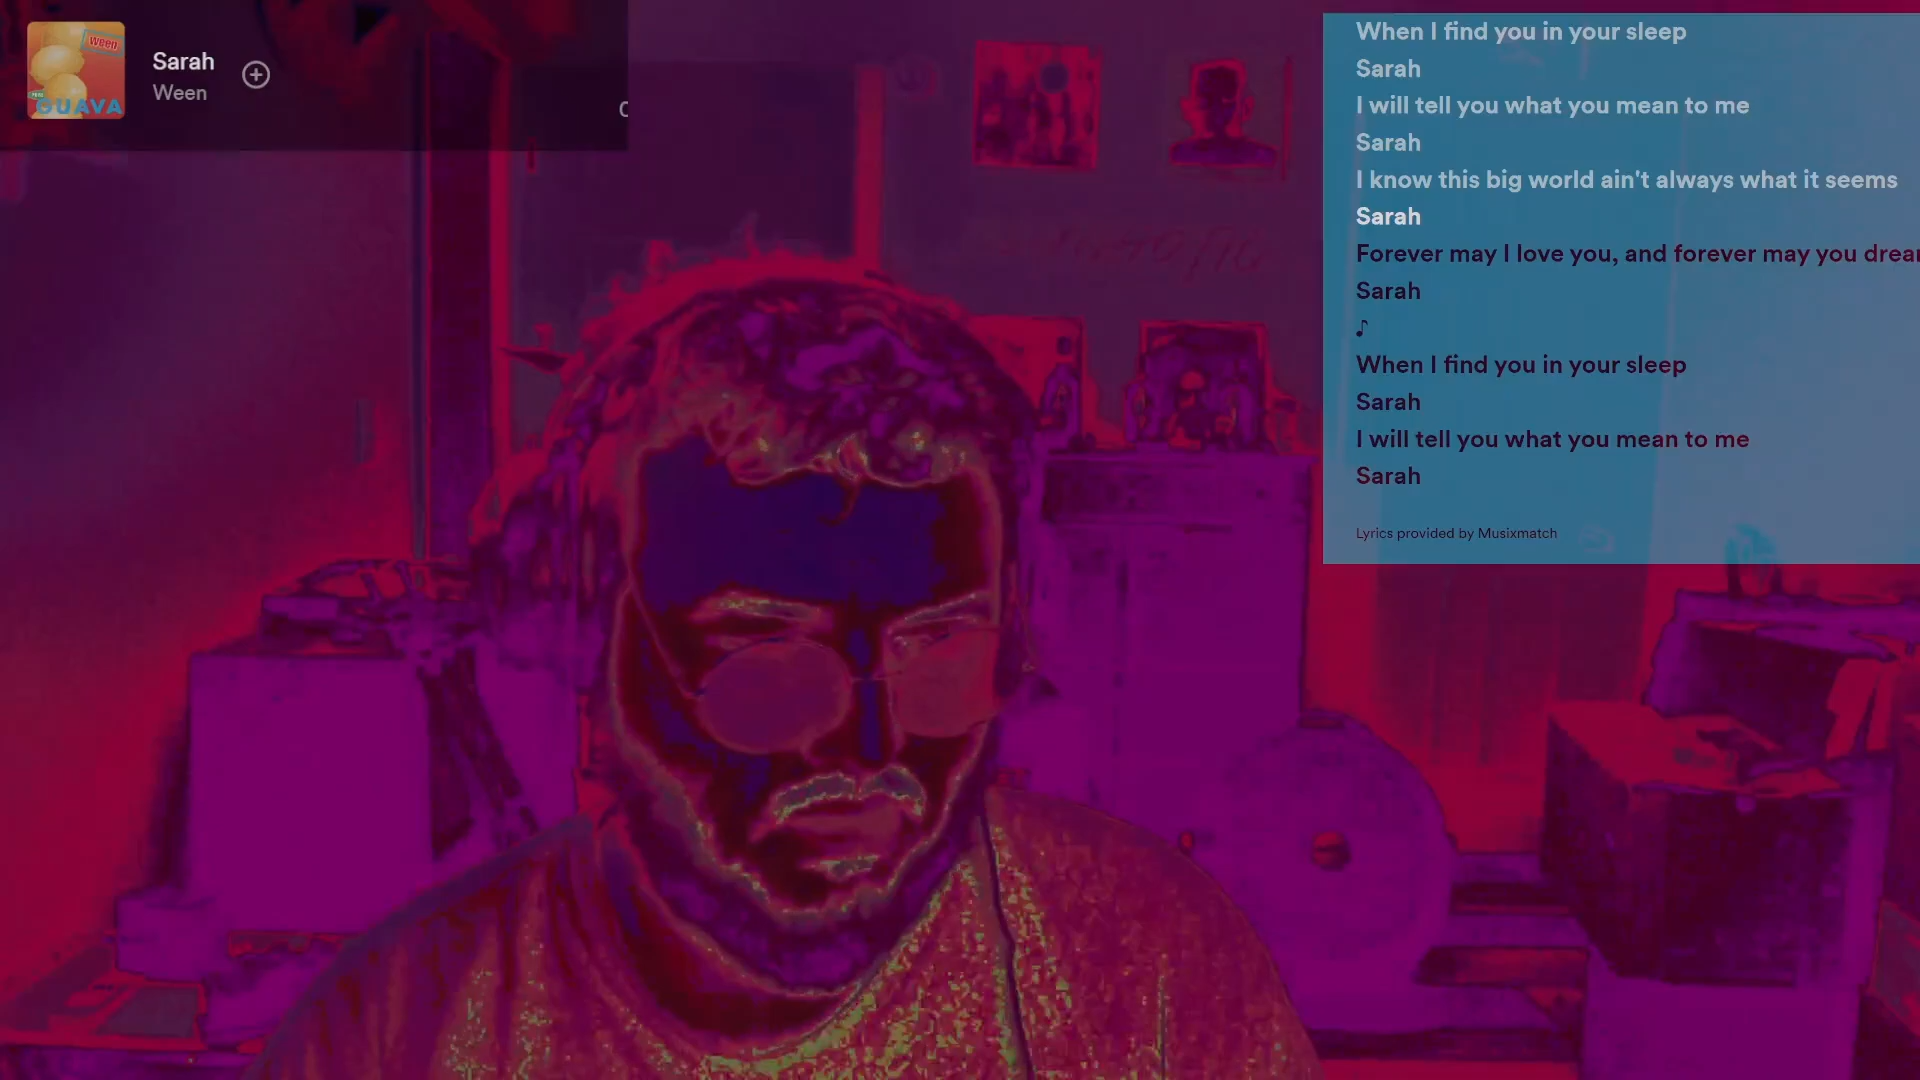 ween
GUAVA
Sarah
Ween
When I find you in your sleep
Sarah
I will tell you what you mean to me
Sarah
I know this big world ain't always what it seems
Sarah
Forever may I love you, and forever may you
Sarah
♪
When I find you in your sleep
Sarah
I will tell you what you mean to me
Sarah
Lyrics provided by Musixmatch